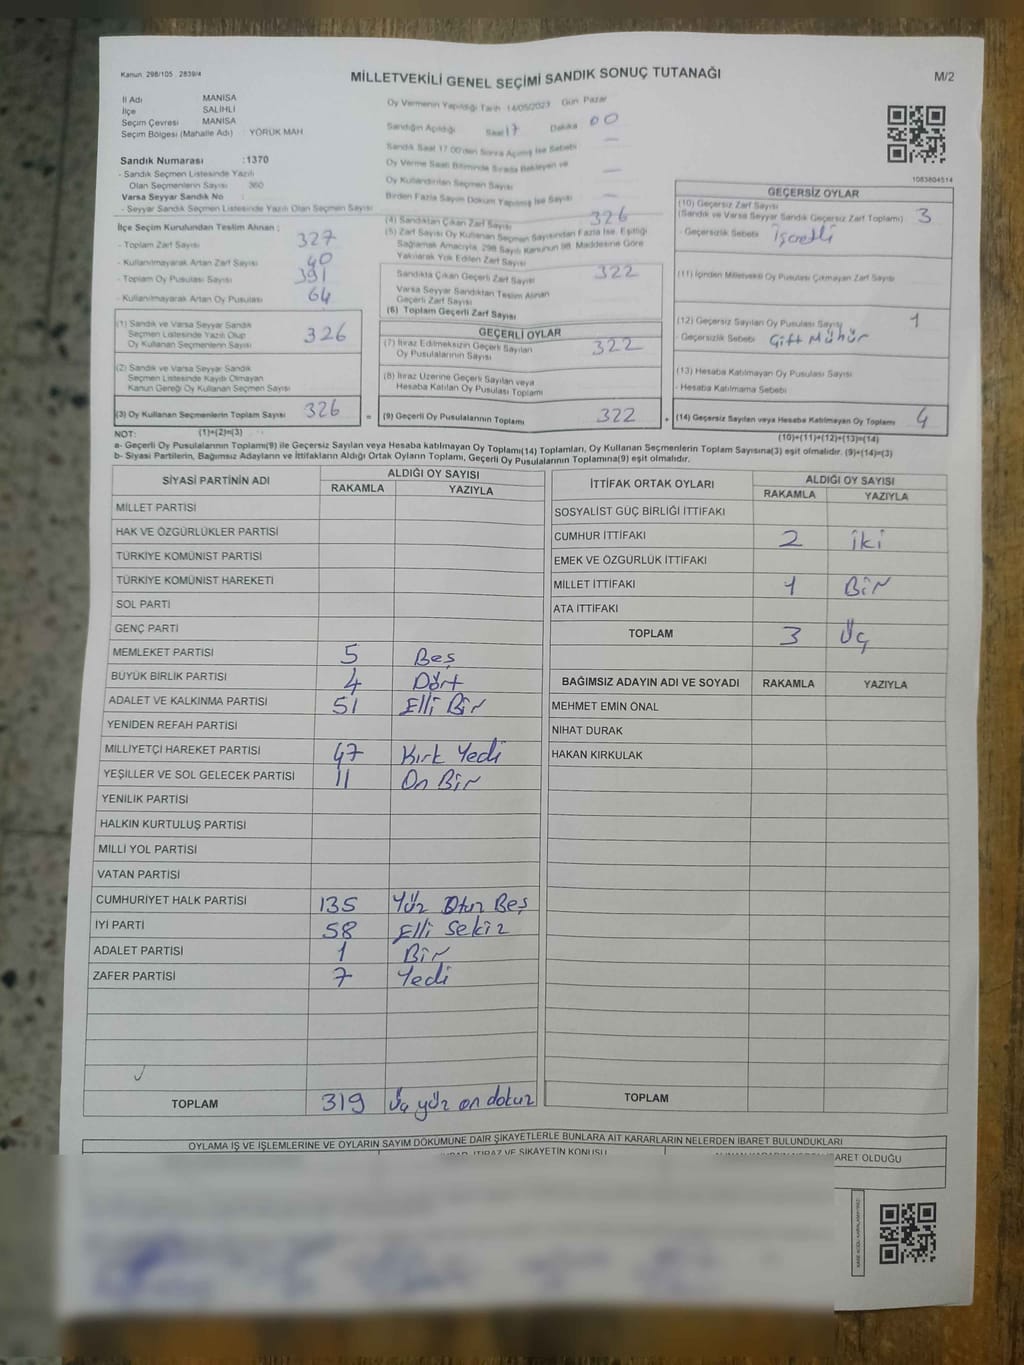 Kanun 298/105 2839/4
MİLLETVEKİLİ GENEL SEÇİMİ SANDIK SONUÇ TUTANAĞI
M/2
İl Adı MANİSA
İlçe SALİHLİ
Seçim Çevresi MANİSA
Seçim Bölgesi (Mahalle Adı) : YÖRÜK MAH
Sandık Numarası :1370
- Sandık Seçmen Listesinde Yazılı
Olan Seçmenlerin Sayısı 360
Varsa Seyyar Sandık No
- Seyyar Sandık Seçmen Listesinde Yazılı Olan Seçmen Sayısı
İlçe Seçim Kurulundan Teslim Alınan :
- Toplam Zarf Sayısı 327
- Kullanılmayarak Artan Zarf Sayısı 40
- Toplam Oy Pusulası Sayısı 391
- Kullanılmayarak Artan Oy Pusulası 64
(1) Sandık ve Varsa Seyyar Sandık
Seçmen Listesinde Yazılı Olup
Oy Kullanan Seçmenlerin Sayısı 326
(2) Sandık ve Varsa Seyyar Sandık
Seçmen Listesinde Kayıtlı Olmayan
Kanun Gereği Oy Kullanan Seçmen Sayısı
(3) Oy Kullanan Seçmenlerin Toplam Sayısı 326 =
(1)+(2)=(3)
Oy Vermenin Yapıldığı Tarih 14/05/2023 Gün Pazar
Sandığın Açıldığı Saat 17 Dakika 00
Sandık Saat 17.00'den Sonra Açılmış İse Sebebi —
Oy Verme Saati Bitiminde Sırada Bekleyen ve
Oy Kullandırılan Seçmen Sayısı —
Birden Fazla Sayım Döküm Yapılmış İse Sayısı —
(4) Sandıktan Çıkan Zarf Sayısı 326
(5) Zarf Sayısı Oy Kullanan Seçmen Sayısından Fazla İse, Eşitliği
Sağlamak Amacıyla, 298 Sayılı Kanunun 98. Maddesine Göre
Yakılarak Yok Edilen Zarf Sayısı
Sandıkta Çıkan Geçerli Zarf Sayısı 322
Varsa Seyyar Sandıktan Teslim Alınan
Geçerli Zarf Sayısı
(6) Toplam Geçerli Zarf Sayısı
GEÇERLİ OYLAR
(7) İtiraz Edilmeksizin Geçerli Sayılan
Oy Pusulalarının Sayısı 322
(8) İtiraz Üzerine Geçerli Sayılan veya
Hesaba Katılan Oy Pusulası Toplamı
(9) Geçerli Oy Pusulalarının Toplamı 322 +
1083804514
GEÇERSİZ OYLAR
(10) Geçersiz Zarf Sayısı
(Sandık ve Varsa Seyyar Sandık Geçersiz Zarf Toplamı) 3
- Geçersizlik Sebebi İşaretli
(11) İçinden Milletvekili Oy Pusulası Çıkmayan Zarf Sayısı
(12) Geçersiz Sayılan Oy Pusulası Sayısı 1
- Geçersizlik Sebebi Çift Mühür
(13) Hesaba Katılmayan Oy Pusulası Sayısı
- Hesaba Katılmama Sebebi
(14) Geçersiz Sayılan veya Hesaba Katılmayan Oy Toplamı 4
(10)+(11)+(12)+(13)=(14)
NOT:
a- Geçerli Oy Pusulalarının Toplamı(9) ile Geçersiz Sayılan veya Hesaba katılmayan Oy Toplamı(14) Toplamları, Oy Kullanan Seçmenlerin Toplam Sayısına(3) eşit olmalıdır. (9)+(14)=(3)
b- Siyasi Partilerin, Bağımsız Adayların ve İttifakların Aldığı Ortak Oyların Toplamı, Geçerli Oy Pusulalarının Toplamına(9) eşit olmalıdır.
SİYASİ PARTİNİN ADI ALDIĞI OY SAYISI
RAKAMLA YAZIYLA
MİLLET PARTİSİ
HAK VE ÖZGÜRLÜKLER PARTİSİ
TÜRKİYE KOMÜNİST PARTİSİ
TÜRKİYE KOMÜNİST HAREKETİ
SOL PARTİ
GENÇ PARTİ
MEMLEKET PARTİSİ 5 Beş
BÜYÜK BİRLİK PARTİSİ 4 Dört
ADALET VE KALKINMA PARTİSİ 51 Elli Bir
YENİDEN REFAH PARTİSİ
MİLLİYETÇİ HAREKET PARTİSİ 47 Kırk Yedi
YEŞİLLER VE SOL GELECEK PARTİSİ 11 On Bir
YENİLİK PARTİSİ
HALKIN KURTULUŞ PARTİSİ
MİLLİ YOL PARTİSİ
VATAN PARTİSİ
CUMHURİYET HALK PARTİSİ 135 Yüz Otuz Beş
İYİ PARTİ 58 Elli Sekiz
ADALET PARTİSİ 1 Bir
ZAFER PARTİSİ 7 Yedi
TOPLAM 319 Üç yüz on dokuz
İTTİFAK ORTAK OYLARI ALDIĞI OY SAYISI
RAKAMLA YAZIYLA
SOSYALİST GÜÇ BİRLİĞİ İTTİFAKI
CUMHUR İTTİFAKI 2 İki
EMEK VE ÖZGÜRLÜK İTTİFAKI
MİLLET İTTİFAKI 1 Bir
ATA İTTİFAKI
TOPLAM 3 Üç
BAĞIMSIZ ADAYIN ADI VE SOYADI RAKAMLA YAZIYLA
MEHMET EMİN ÖNAL
NİHAT DURAK
HAKAN KIRKULAK
TOPLAM
OYLAMA İŞ VE İŞLEMLERİNE VE OYLARIN SAYIM DÖKÜMÜNE DAİR ŞİKAYETLERLE BUNLARA AİT KARARLARIN NELERDEN İBARET BULUNDUKLARI
İTİRAZ VE ŞİKAYETİN KONUSU
OLDUĞU